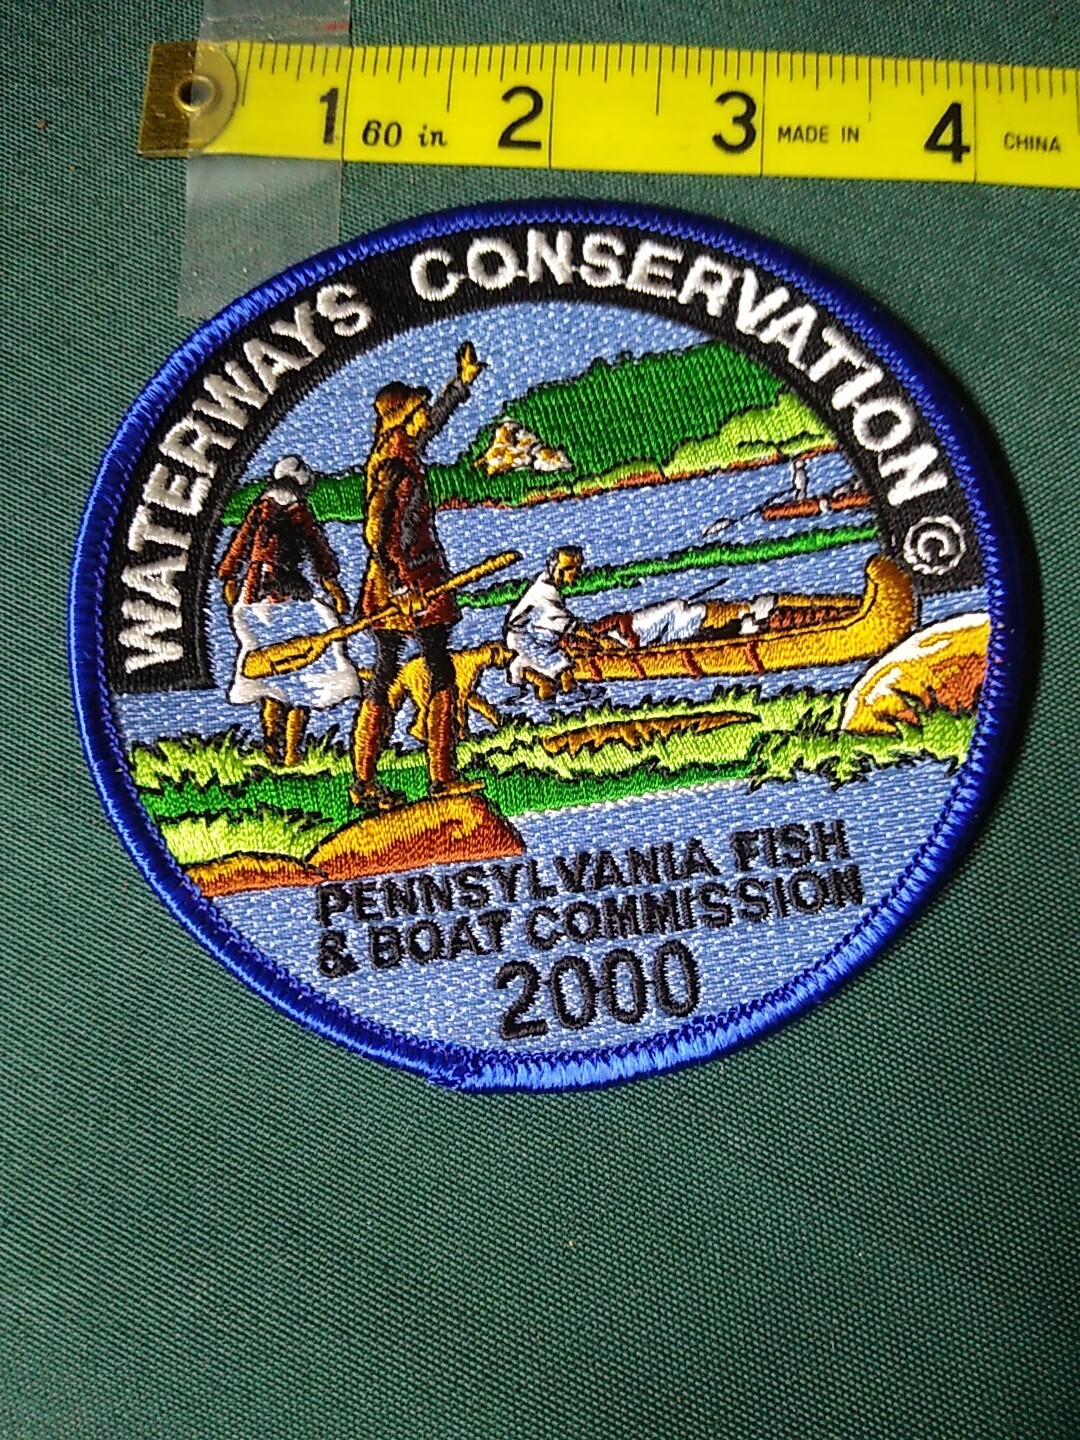 1 60 in 2 3 MADE IN 4 CHINA
WATERWAYS CONSERVATION ©
PENNSYLVANIA FISH
& BOAT COMMISSION
2000